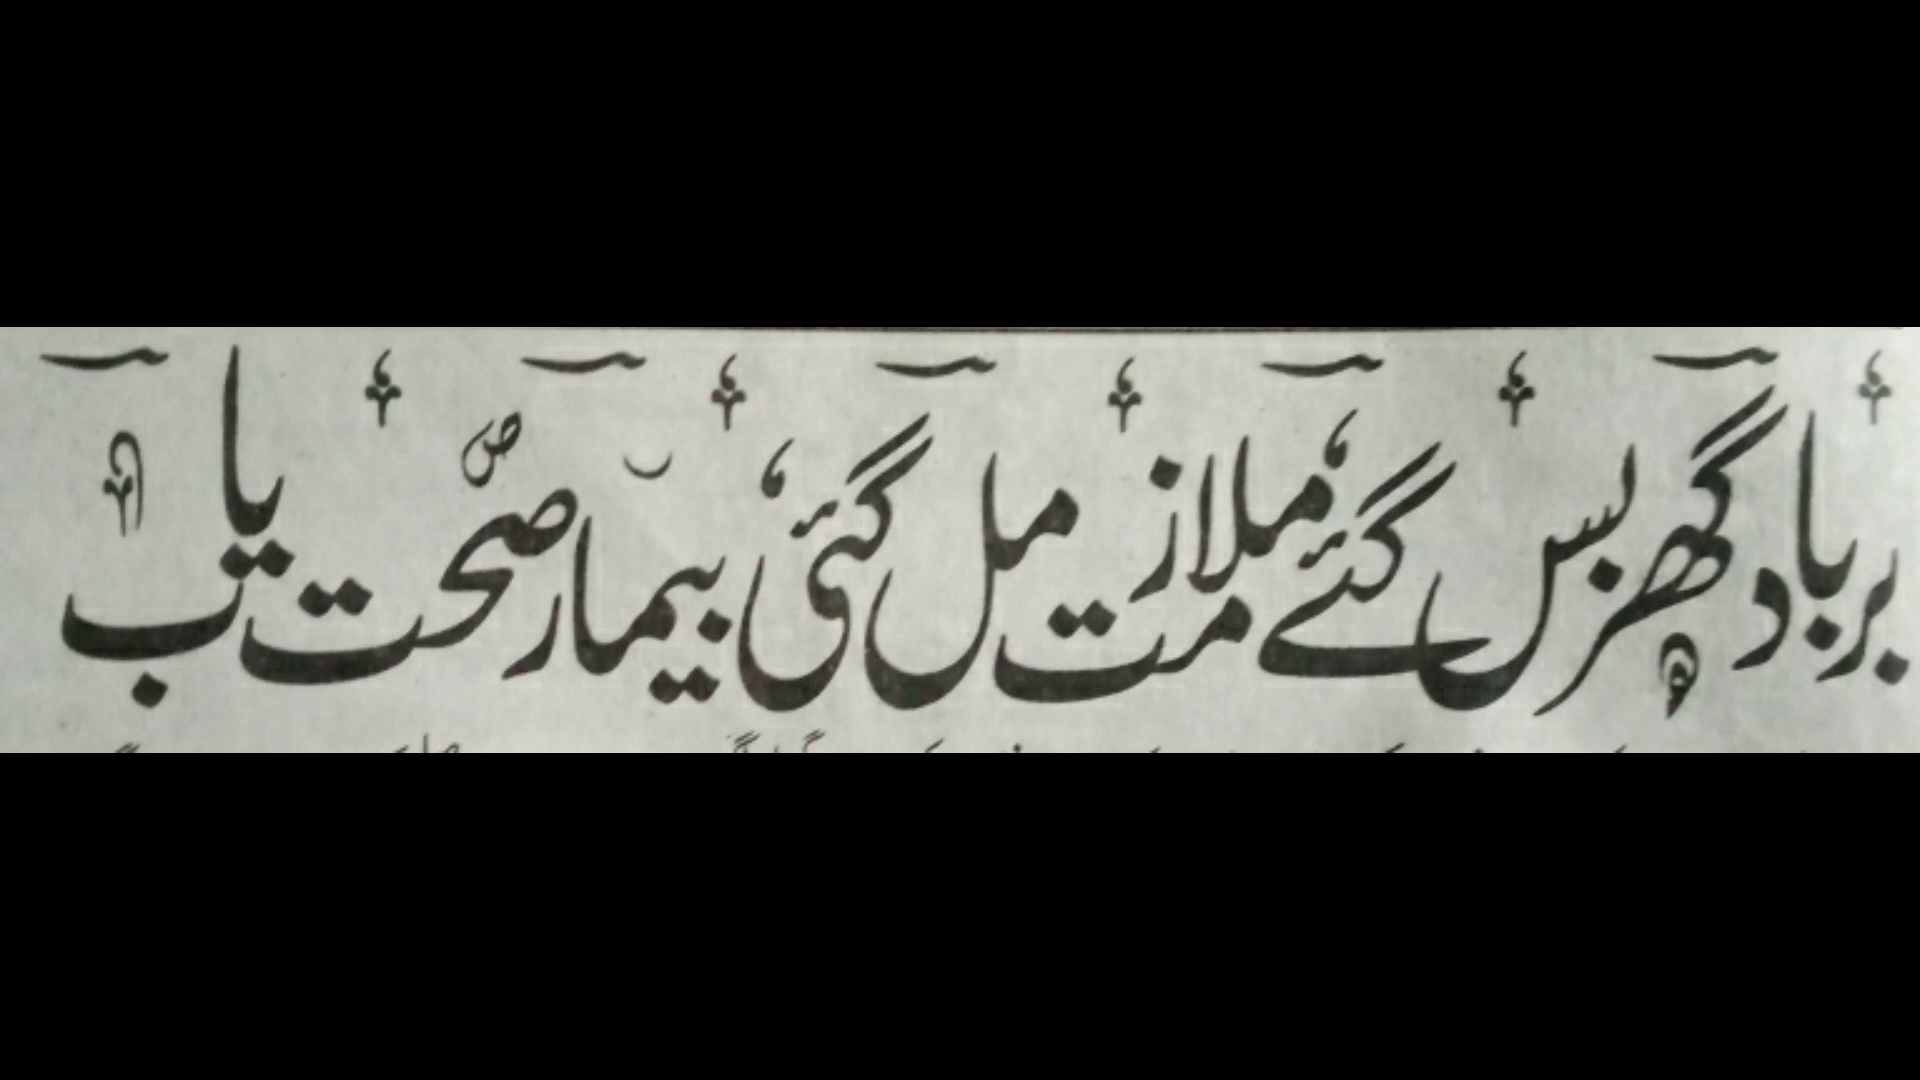 برباد گھر بس گئے، ملازمت مل گئی، بیمار صحت یاب